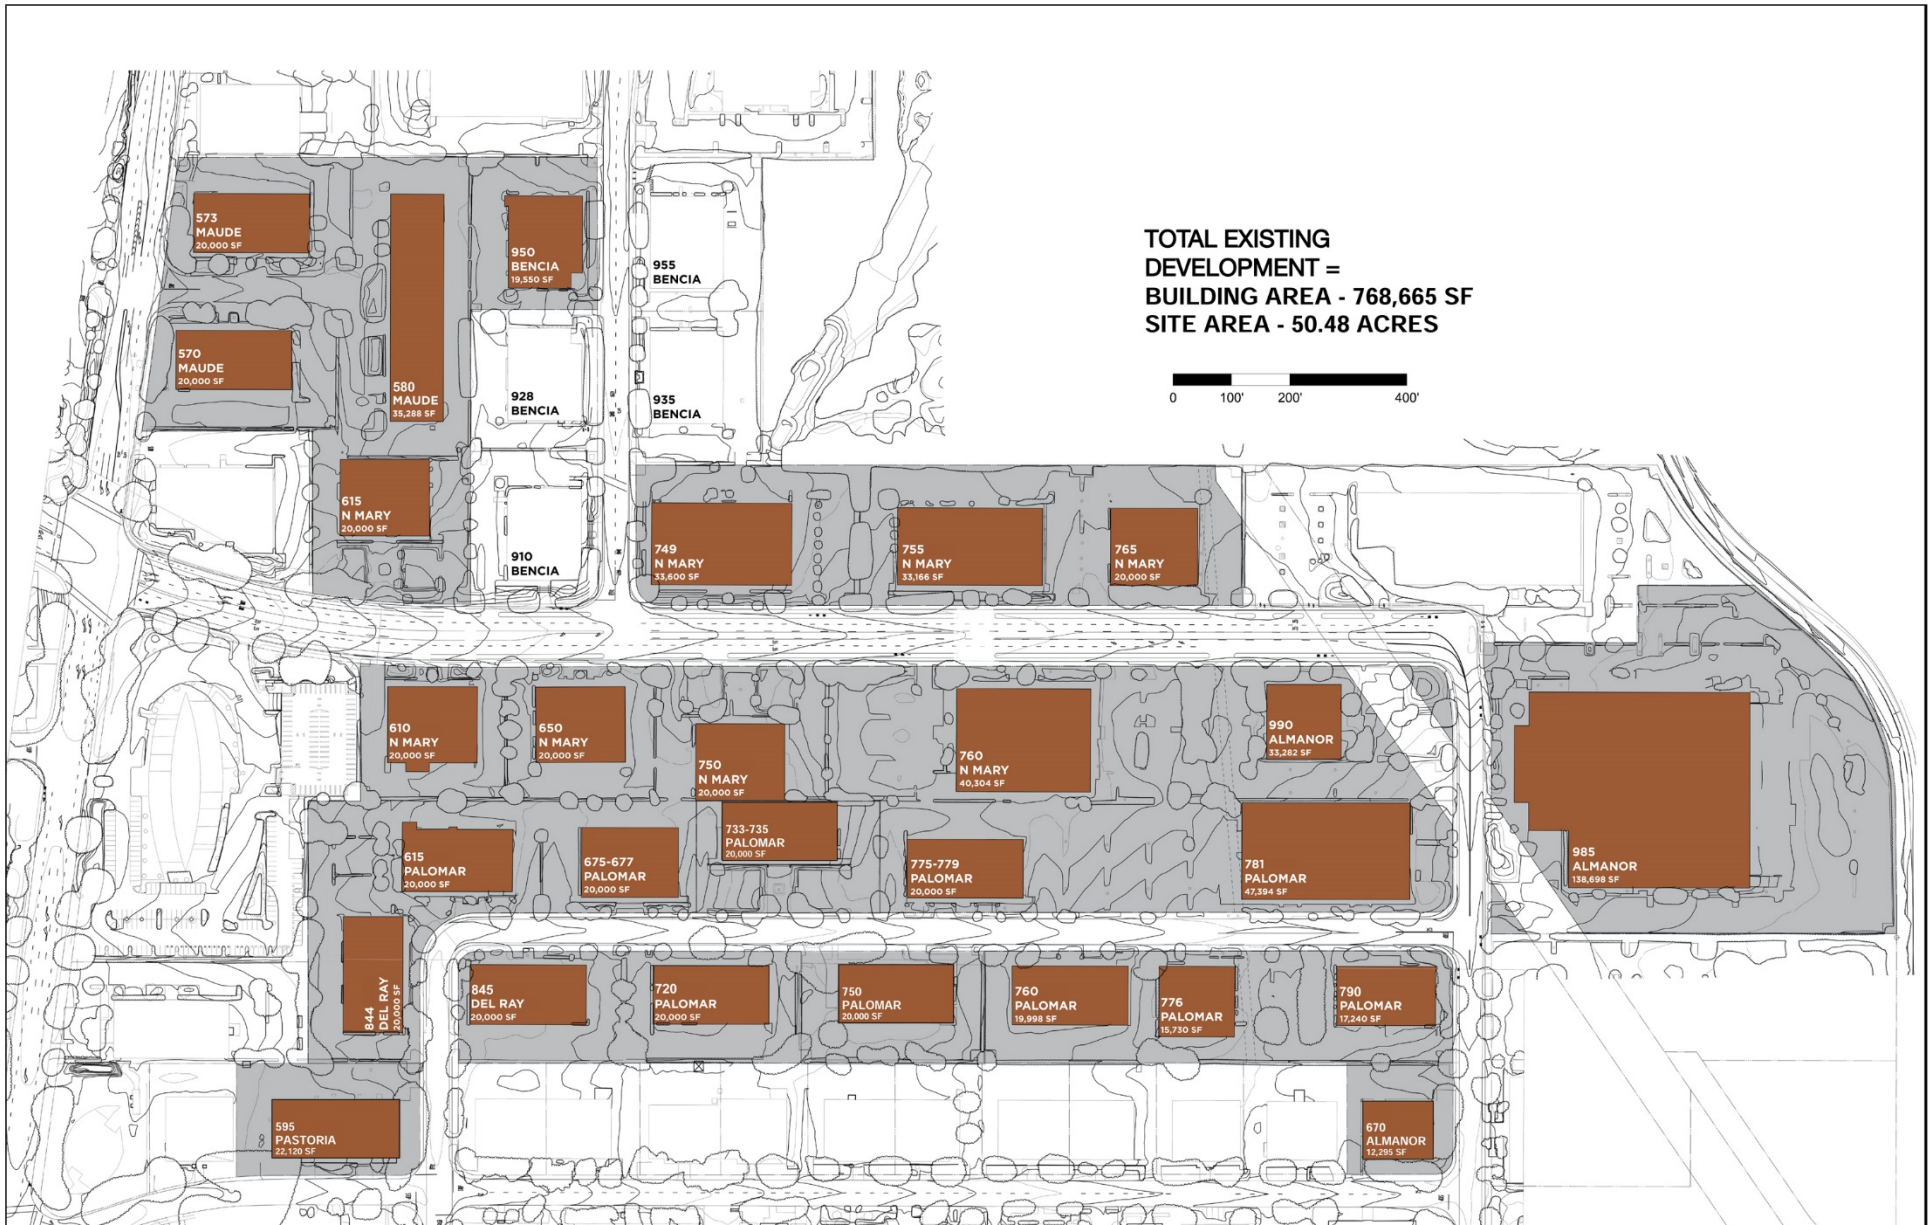 573
MAUDE
20,000 SF
950
BENCIA
19,550 SF
955
BENCIA
TOTAL EXISTING
DEVELOPMENT =
BUILDING AREA - 768,665 SF
SITE AREA - 50.48 ACRES
0 100' 200' 400'
570
MAUDE
20,000 SF
580
MAUDE
35,288 SF
928
BENCIA
935
BENCIA
615
N MARY
20,000 SF
910
BENCIA
749
N MARY
33,600 SF
755
N MARY
33,166 SF
765
N MARY
20,000 SF
610
N MARY
20,000 SF
650
N MARY
20,000 SF
750
N MARY
20,000 SF
760
N MARY
40,304 SF
990
ALMANOR
33,282 SF
615
PALOMAR
20,000 SF
675-677
PALOMAR
20,000 SF
733-735
PALOMAR
20,000 SF
775-779
PALOMAR
20,000 SF
781
PALOMAR
47,394 SF
985
ALMANOR
138,698 SF
844
DEL RAY
20,000 SF
845
DEL RAY
20,000 SF
720
PALOMAR
20,000 SF
750
PALOMAR
20,000 SF
760
PALOMAR
19,998 SF
776
PALOMAR
15,730 SF
790
PALOMAR
17,240 SF
595
PASTORIA
22,120 SF
670
ALMANOR
12,295 SF